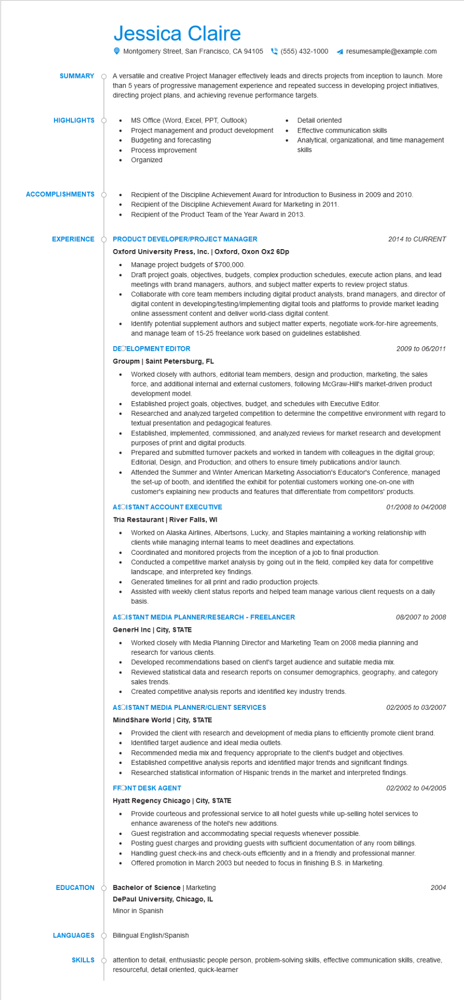 Jessica Claire
Montgomery Street, San Francisco, CA 94105 (555) 432-1000 resumesample@example.com
SUMMARY
A versatile and creative Project Manager effectively leads and directs projects from inception to launch. More
than 5 years of progressive management experience and repeated success in developing project initiatives,
directing project plans, and achieving revenue performance targets.
HIGHLIGHTS
• MS Office (Word, Excel, PPT, Outlook)
• Project management and product development
• Budgeting and forecasting
• Process improvement
• Organized
• Detail oriented
• Effective communication skills
• Analytical, organizational, and time management
skills
ACCOMPLISHMENTS
• Recipient of the Discipline Achievement Award for Introduction to Business in 2009 and 2010.
• Recipient of the Discipline Achievement Award for Marketing in 2011.
• Recipient of the Product Team of the Year Award in 2013.
EXPERIENCE
PRODUCT DEVELOPER/PROJECT MANAGER 2014 to CURRENT
Oxford University Press, Inc. | Oxford, Oxon Ox2 6Dp
• Manage project budgets of $700,000.
• Draft project goals, objectives, budgets, complex production schedules, execute action plans, and lead
meetings with brand managers, authors, and subject matter experts to review project status.
• Collaborate with core team members including digital product analysts, brand managers, and director of
digital content in developing/testing/implementing digital tools and platforms to provide market leading
online assessment content and deliver world-class digital content.
• Identify potential supplement authors and subject matter experts, negotiate work-for-hire agreements,
and manage team of 15-25 freelance work based on guidelines established.
DEVELOPMENT EDITOR 2009 to 06/2011
Groupm | Saint Petersburg, FL
• Worked closely with authors, editorial team members, design and production, marketing, the sales
force, and additional internal and external customers, following McGraw-Hill's market-driven product
development model.
• Established project goals, objectives, budget, and schedules with Executive Editor.
• Researched and analyzed targeted competition to determine the competitive environment with regard to
textual presentation and pedagogical features.
• Established, implemented, commissioned, and analyzed reviews for market research and development
purposes of print and digital products.
• Prepared and submitted turnover packets and worked in tandem with colleagues in the digital group;
Editorial, Design, and Production; and others to ensure timely publications and/or launch.
• Attended the Summer and Winter American Marketing Association's Educator's Conference, managed
the set-up of booth, and identified the exhibit for potential customers working one-on-one with
customer's explaining new products and features that differentiate from competitors' products.
ASSISTANT ACCOUNT EXECUTIVE 01/2008 to 04/2008
Tria Restaurant | River Falls, WI
• Worked on Alaska Airlines, Albertsons, Lucky, and Staples maintaining a working relationship with
clients while managing internal teams to meet deadlines and expectations.
• Coordinated and monitored projects from the inception of a job to final production.
• Conducted a competitive market analysis by going out in the field, compiled key data for competitive
landscape, and interpreted key findings.
• Generated timelines for all print and radio production projects.
• Assisted with weekly client status reports and helped team manage various client requests on a daily
basis.
ASSISTANT MEDIA PLANNER/RESEARCH - FREELANCER 08/2007 to 2008
GenerH Inc | City, STATE
• Worked closely with Media Planning Director and Marketing Team on 2008 media planning and
research for various clients.
• Developed recommendations based on client's target audience and suitable media mix.
• Reviewed statistical data and research reports on consumer demographics, geography, and category
sales trends.
• Created competitive analysis reports and identified key industry trends.
ASSISTANT MEDIA PLANNER/CLIENT SERVICES 02/2005 to 03/2007
MindShare World | City, STATE
• Provided the client with research and development of media plans to efficiently promote client brand.
• Identified target audience and ideal media outlets.
• Recommended media mix and frequency appropriate to the client's budget and objectives.
• Established competitive analysis reports and identified major trends and significant findings.
• Researched statistical information of Hispanic trends in the market and interpreted findings.
FRONT DESK AGENT 02/2002 to 04/2005
Hyatt Regency Chicago | City, STATE
• Provide courteous and professional service to all hotel guests while up-selling hotel services to
enhance awareness of the hotel's new additions.
• Guest registration and accommodating special requests whenever possible.
• Posting guest charges and providing guests with sufficient documentation of any room billings.
• Handling guest check-ins and check-outs efficiently and in a friendly and professional manner.
• Offered promotion in March 2003 but needed to focus in finishing B.S. in Marketing.
EDUCATION
Bachelor of Science | Marketing 2004
DePaul University, Chicago, IL
Minor in Spanish
LANGUAGES
Bilingual English/Spanish
SKILLS
attention to detail, enthusiastic people person, problem-solving skills, effective communication skills, creative,
resourceful, detail oriented, quick-learner